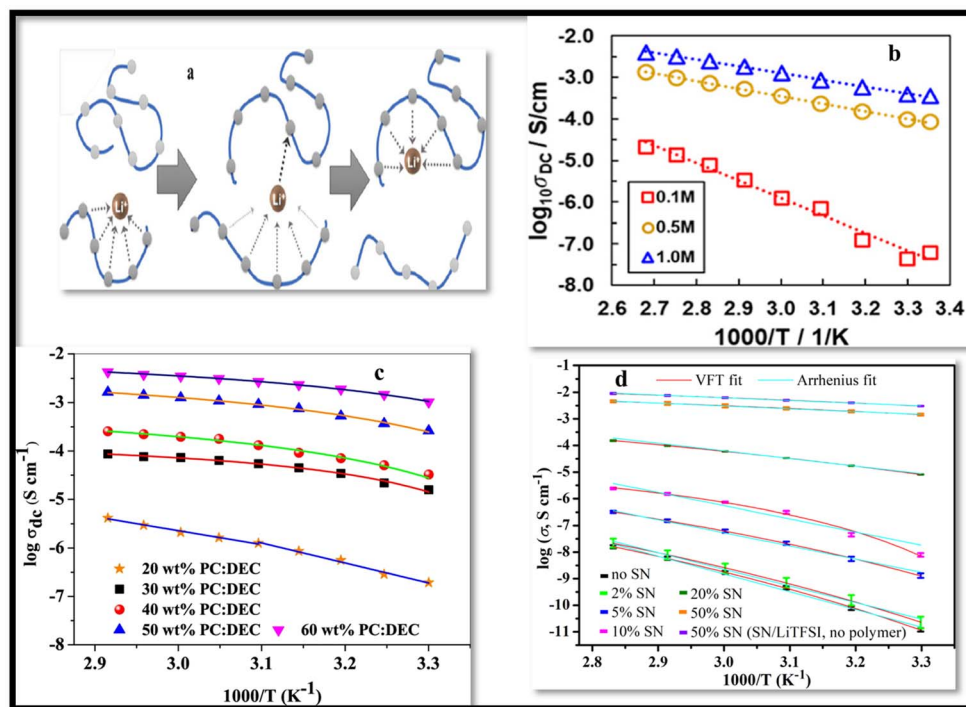 a
Li+
Li+
Li+
b
log10σDC / S/cm
-2.0
-3.0
-4.0
-5.0
-6.0
-7.0
-8.0
0.1M
0.5M
1.0M
2.6 2.7 2.8 2.9 3.0 3.1 3.2 3.3 3.4
1000/T / 1/K
c
log σdc (S cm-1)
-2
-3
-4
-5
-6
-7
-8
20 wt% PC:DEC
30 wt% PC:DEC
40 wt% PC:DEC
50 wt% PC:DEC 60 wt% PC:DEC
2.9 3.0 3.1 3.2 3.3
1000/T (K-1)
d
VFT fit Arrhenius fit
log (σ, S cm-1)
-1
-2
-3
-4
-5
-6
-7
-8
-9
-10
-11
no SN
2% SN 20% SN
5% SN 50% SN
10% SN 50% SN (SN/LiTFSI, no polymer)
2.8 2.9 3.0 3.1 3.2 3.3
1000/T (K-1)